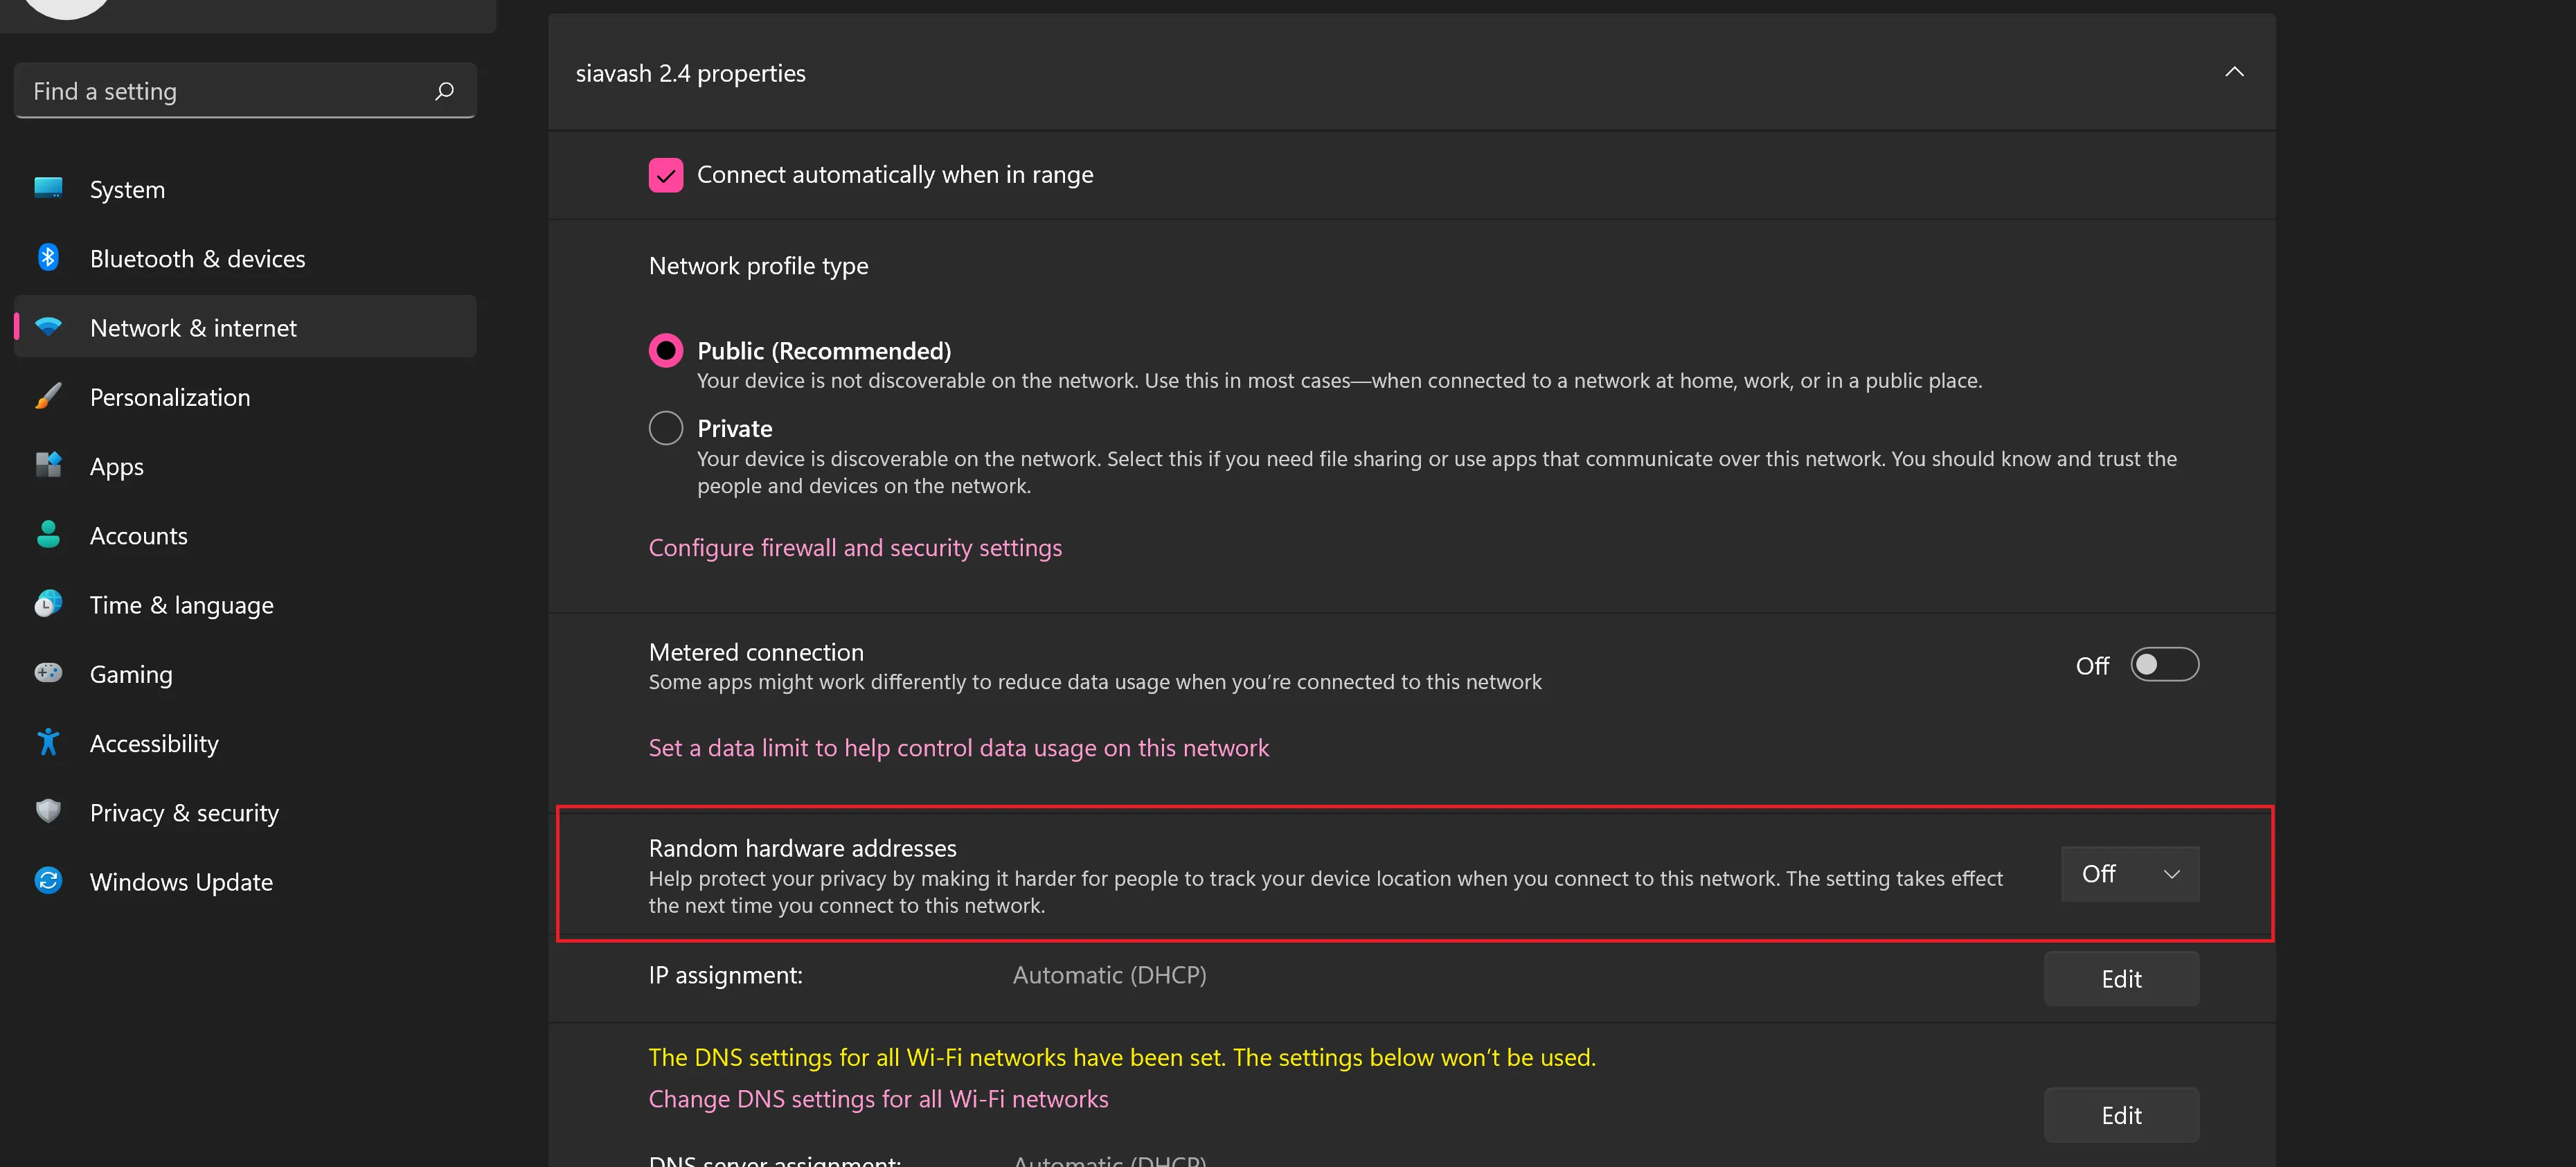 Find a setting
System
Bluetooth & devices
Network & internet
Personalization
Apps
Accounts
Time & language
Gaming
Accessibility
Privacy & security
Windows Update
siavash 2.4 properties
Connect automatically when in range
Network profile type
Public (Recommended)
Your device is not discoverable on the network. Use this in most cases—when connected to a network at home, work, or in a public place.
Private
Your device is discoverable on the network. Select this if you need file sharing or use apps that communicate over this network. You should know and trust the
people and devices on the network.
Configure firewall and security settings
Metered connection
Some apps might work differently to reduce data usage when you’re connected to this network
Off
Set a data limit to help control data usage on this network
Random hardware addresses
Help protect your privacy by making it harder for people to track your device location when you connect to this network. The setting takes effect
the next time you connect to this network.
Off
IP assignment: Automatic (DHCP)
Edit
The DNS settings for all Wi-Fi networks have been set. The settings below won’t be used.
Change DNS settings for all Wi-Fi networks
Edit
DNS server assignment: Automatic (DHCP)